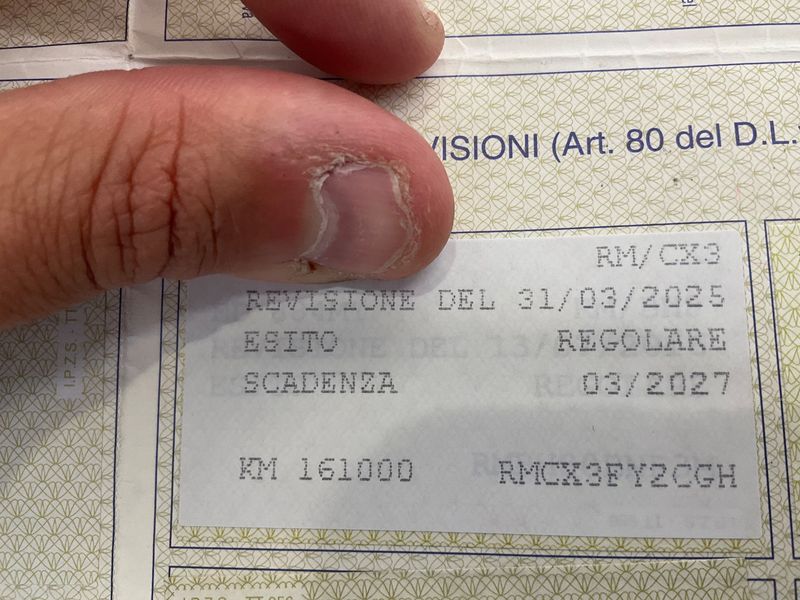 VISIONI (Art. 80 del D.L.
RM/CX3
REVISIONE DEL 31/03/2025
ESITO REGOLARE
SCADENZA 03/2027
KM 161000 RMCX3FY2CGH
I.P.Z.S.